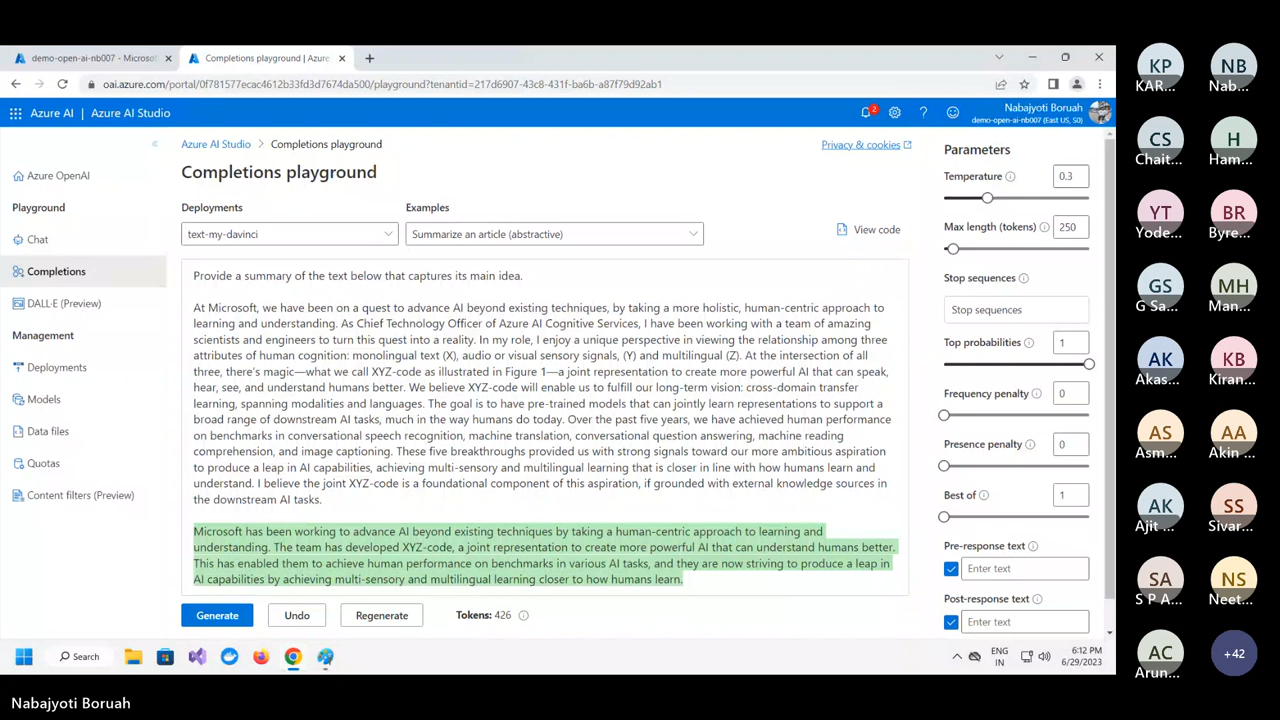 demo-open-ai-nb007 - Microsof
Completions playground | Azure
oai.azure.com/portal/0f781577ecac4612b33fd3d7674da500/playground?tenantid=217d6907-43c8-431f-ba6b-a87f79d92ab1
Azure AI | Azure AI Studio
2
Nabajyoti Boruah
demo-open-ai-nb007 (East US, S0)
Azure OpenAI
Playground
Chat
Completions
DALL·E (Preview)
Management
Deployments
Models
Data files
Quotas
Content filters (Preview)
Azure AI Studio > Completions playground
Privacy & cookies
Completions playground
Deployments
Examples
text-my-davinci
Summarize an article (abstractive)
View code
Provide a summary of the text below that captures its main idea.
At Microsoft, we have been on a quest to advance AI beyond existing techniques, by taking a more holistic, human-centric approach to
learning and understanding. As Chief Technology Officer of Azure AI Cognitive Services, I have been working with a team of amazing
scientists and engineers to turn this quest into a reality. In my role, I enjoy a unique perspective in viewing the relationship among three
attributes of human cognition: monolingual text (X), audio or visual sensory signals, (Y) and multilingual (Z). At the intersection of all
three, there's magic—what we call XYZ-code as illustrated in Figure 1—a joint representation to create more powerful AI that can speak,
hear, see, and understand humans better. We believe XYZ-code will enable us to fulfill our long-term vision: cross-domain transfer
learning, spanning modalities and languages. The goal is to have pre-trained models that can jointly learn representations to support a
broad range of downstream AI tasks, much in the way humans do today. Over the past five years, we have achieved human performance
on benchmarks in conversational speech recognition, machine translation, conversational question answering, machine reading
comprehension, and image captioning. These five breakthroughs provided us with strong signals toward our more ambitious aspiration
to produce a leap in AI capabilities, achieving multi-sensory and multilingual learning that is closer in line with how humans learn and
understand. I believe the joint XYZ-code is a foundational component of this aspiration, if grounded with external knowledge sources in
the downstream AI tasks.
Microsoft has been working to advance AI beyond existing techniques by taking a human-centric approach to learning and
understanding. The team has developed XYZ-code, a joint representation to create more powerful AI that can understand humans better.
This has enabled them to achieve human performance on benchmarks in various AI tasks, and they are now striving to produce a leap in
AI capabilities by achieving multi-sensory and multilingual learning closer to how humans learn.
Generate
Undo
Regenerate
Tokens: 426
Parameters
Temperature
0.3
Max length (tokens)
250
Stop sequences
Stop sequences
Top probabilities
1
Frequency penalty
0
Presence penalty
0
Best of
1
Pre-response text
Enter text
Post-response text
Enter text
Search
ENG
IN
6:12 PM
6/29/2023
KP
KAR...
NB
Nab...
CS
Chait...
H
Ham...
YT
Yode...
BR
Byre...
GS
G Sa...
MH
Man...
AK
Akas...
KB
Kiran...
AS
Asm...
AA
Akin ...
AK
Ajit ...
SS
Sivar...
SA
S P A...
NS
Neet...
AC
Arun...
+42
Nabajyoti Boruah